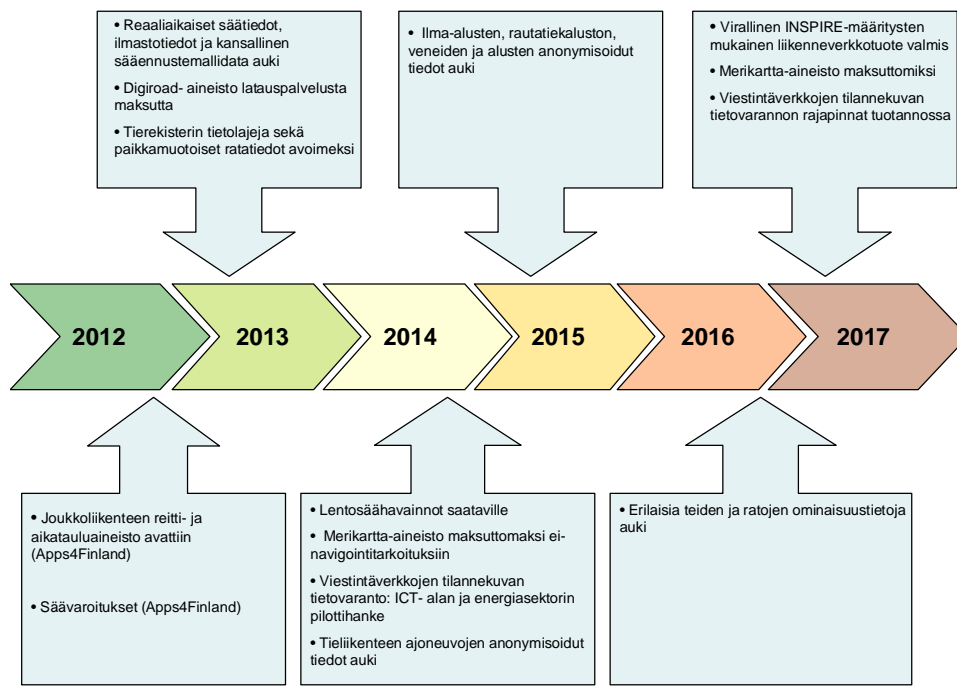 • Reaaliaikaiset säätiedot,
ilmastotiedot ja kansallinen
sääennustemallidata auki
• Digiroad- aineisto latauspalvelusta
maksutta
• Tierekisterin tietolajeja sekä
paikkamuotoiset ratatiedot avoimeksi
• Ilma-alusten, rautatiekaluston,
veneiden ja alusten anonymisoidut
tiedot auki
• Virallinen INSPIRE-määritysten
mukainen liikenneverkkotuote valmis
• Merikartta-aineisto maksuttomiksi
• Viestintäverkkojen tilannekuvan
tietovarannon rajapinnat tuotannossa
2012
2013
2014
2015
2016
2017
• Joukkoliikenteen reitti- ja
aikatauluaineisto avattiin
(Apps4Finland)
• Säävaroitukset (Apps4Finland)
• Lentosäähavainnot saataville
• Merikartta-aineisto maksuttomaksi ei-
navigointitarkoituksiin
• Viestintäverkkojen tilannekuvan
tietovaranto: ICT- alan ja energiasektorin
pilottihanke
• Tieliikenteen ajoneuvojen anonymisoidut
tiedot auki
• Erilaisia teiden ja ratojen ominaisuustietoja
auki